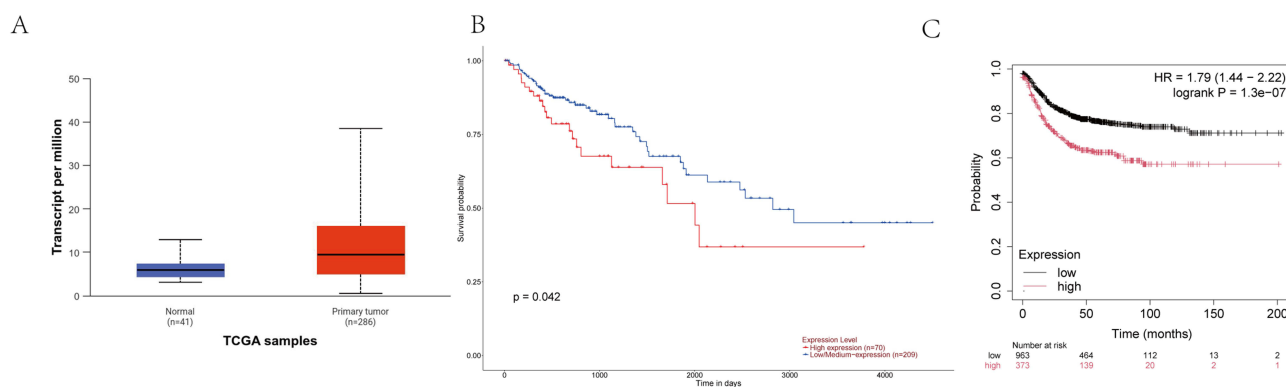 A
Transcript per million
50
40
30
20
10
0
Normal
(n=41)
Primary tumor
(n=286)
TCGA samples
B
Survival probability
1.00
0.75
0.50
0.25
p = 0.042
Expression Level
High expression (n=70)
Low/Medium-expression (n=209)
0
1000
2000
3000
4000
Time in days
C
Probability
1.0
0.8
0.6
0.4
0.2
0.0
HR = 1.79 (1.44 − 2.22)
logrank P = 1.3e−07
Expression
low
high
0
50
100
150
200
Time (months)
Number at risk
low 963 464 112 13 2
high 373 139 20 2 1